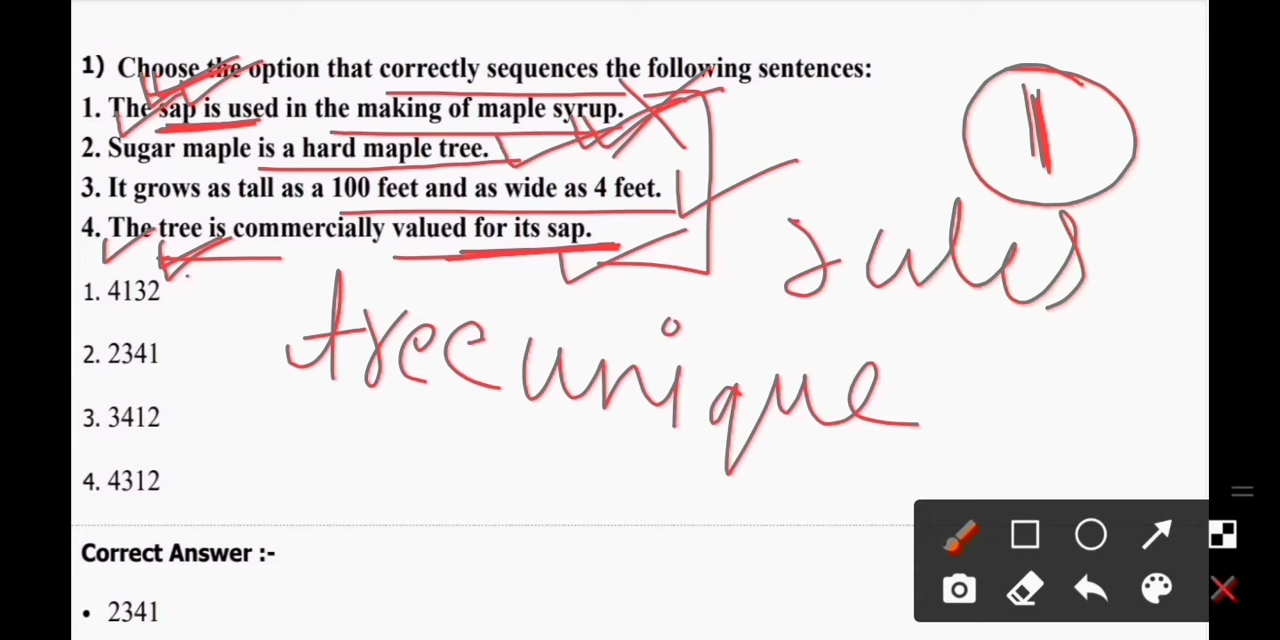 1) Choose the option that correctly sequences the following sentences:
1. The sap is used in the making of maple syrup.
2. Sugar maple is a hard maple tree.
3. It grows as tall as a 100 feet and as wide as 4 feet.
4. The tree is commercially valued for its sap.
rules
1. 4132
tree unique
2. 2341
3. 3412
4. 4312
Correct Answer :-
• 2341